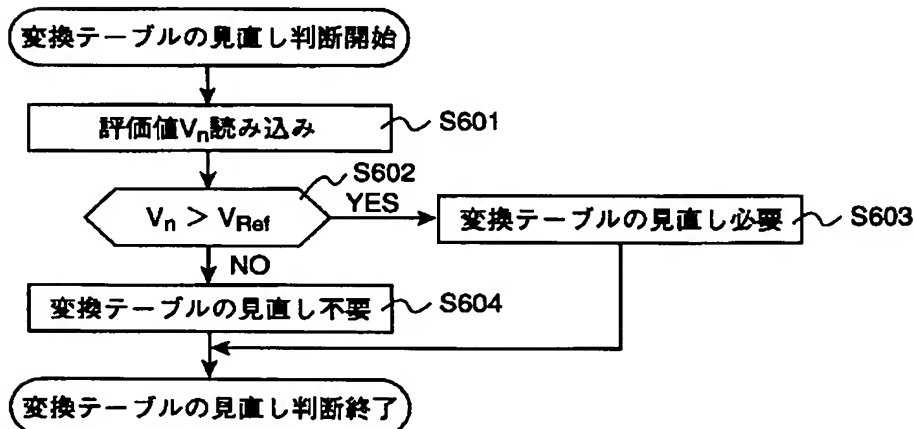 変換テーブルの見直し判断開始
評価値Vn読み込み
S601
S602
Vn > VRef
YES
変換テーブルの見直し必要
S603
NO
変換テーブルの見直し不要
S604
変換テーブルの見直し判断終了